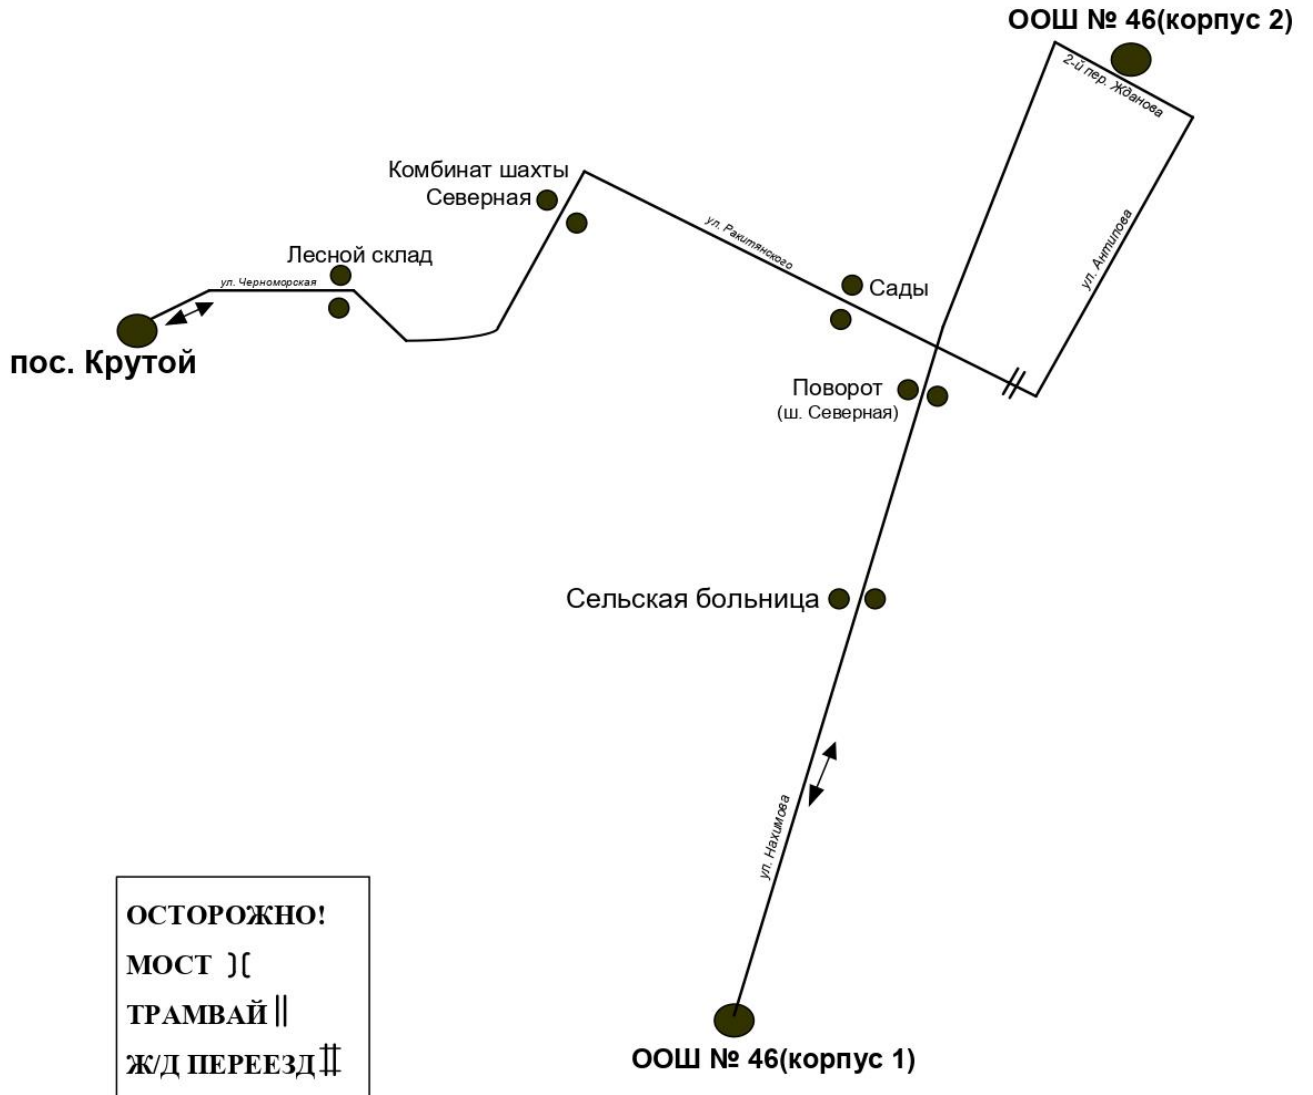 ООШ № 46(корпус 2)
2-й пер. Жданова
Комбинат шахты
Северная
ул. Ракитянского
ул. Антипова
Лесной склад
ул. Черноморская
Сады
пос. Крутой
Поворот
(ш. Северная)
Сельская больница
ул. Нахимова
ОСТОРОЖНО!
МОСТ
ТРАМВАЙ
Ж/Д ПЕРЕЕЗД
ООШ № 46(корпус 1)